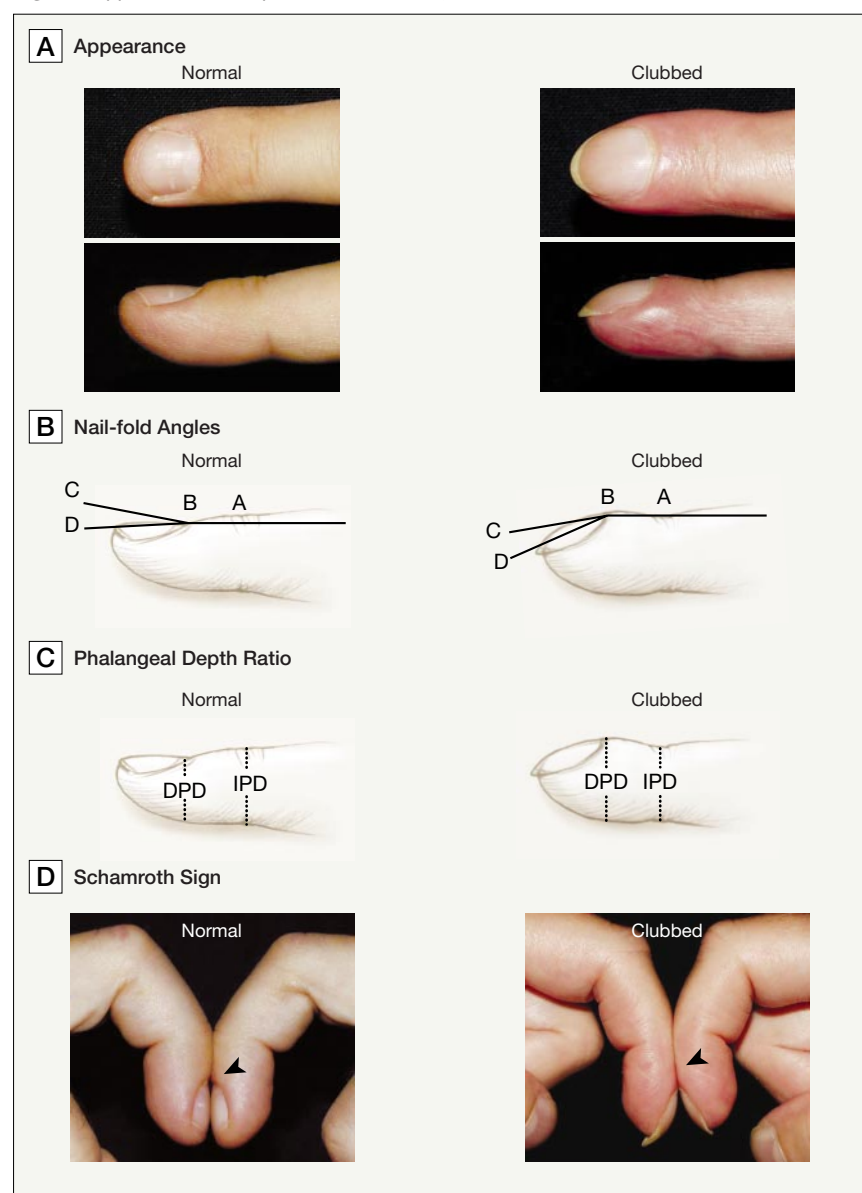 A Appearance
Normal Clubbed
B Nail-fold Angles
Normal Clubbed
C B A
D
B A
C
D
C Phalangeal Depth Ratio
Normal Clubbed
DPD IPD DPD IPD
D Schamroth Sign
Normal Clubbed